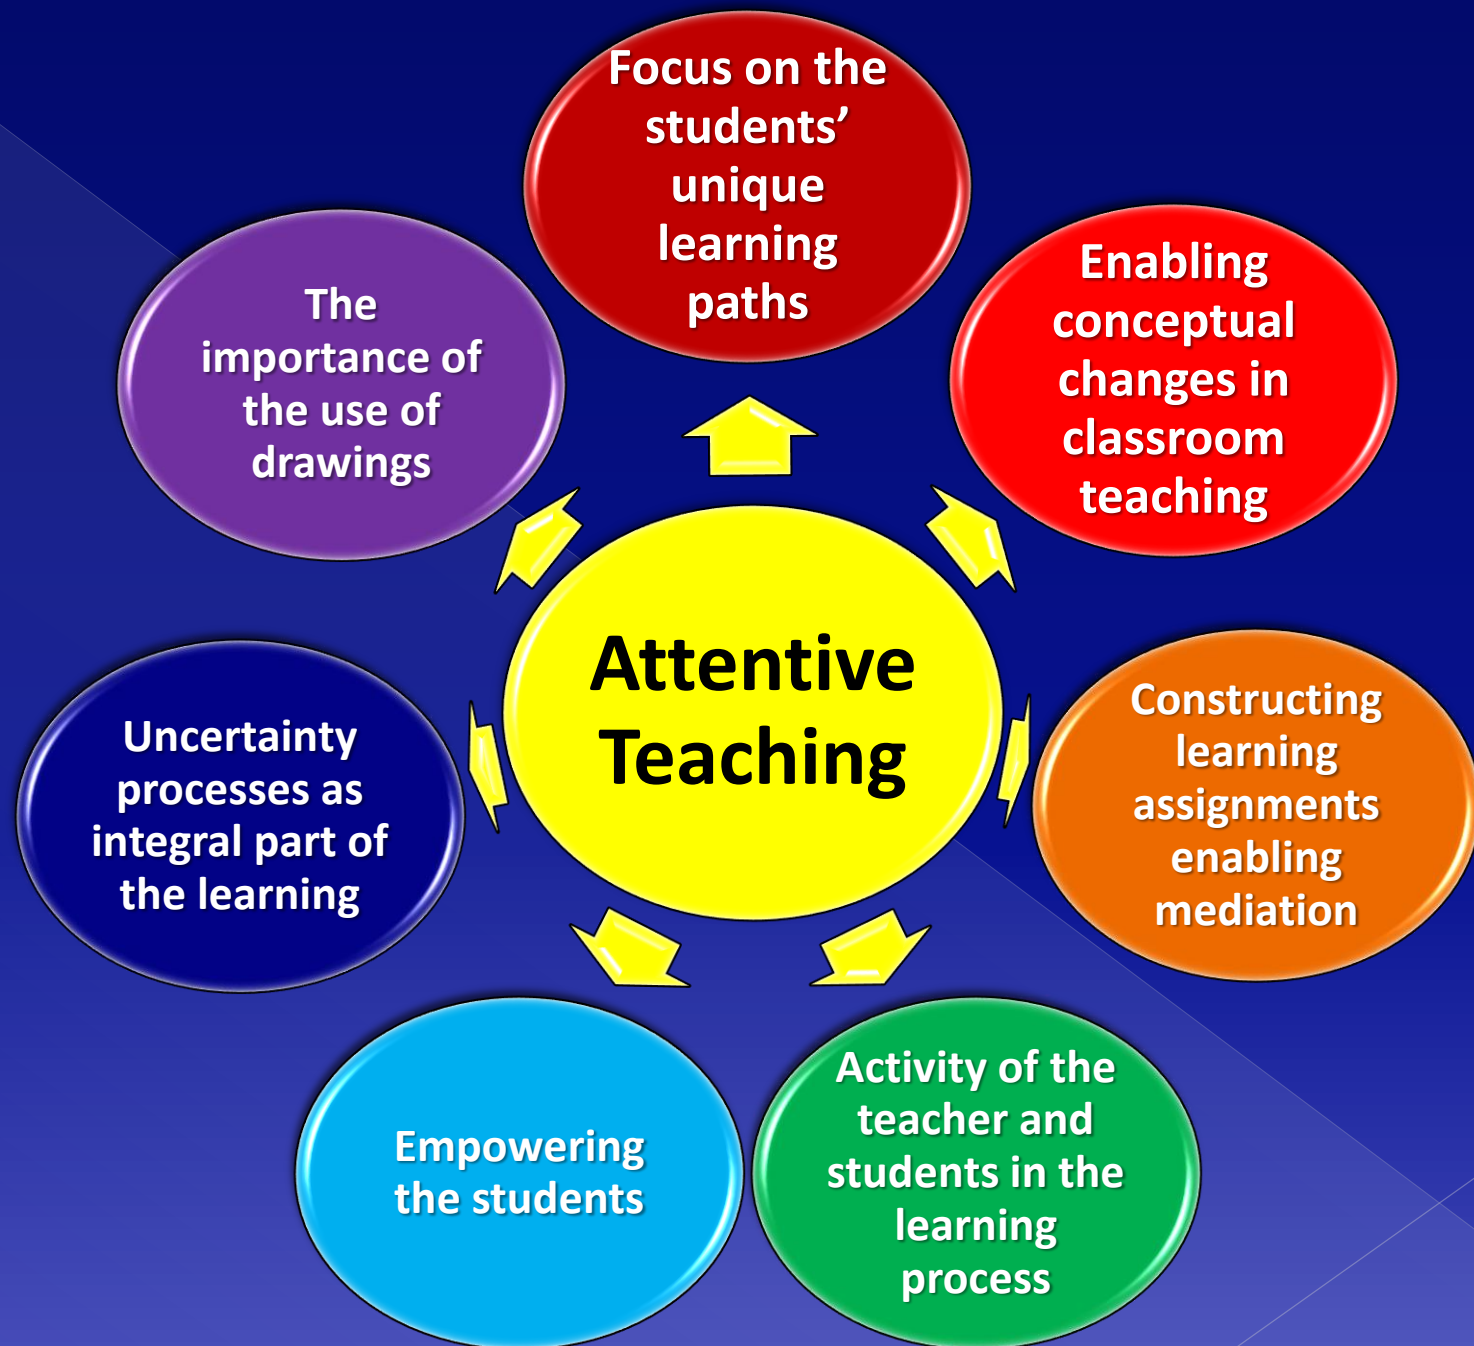 Focus on the
students’
unique
learning
paths
Enabling
conceptual
changes in
classroom
teaching
Constructing
learning
assignments
enabling
mediation
Activity of the
teacher and
students in the
learning
process
Empowering
the students
Uncertainty
processes as
integral part of
the learning
The
importance of
the use of
drawings
Attentive
Teaching